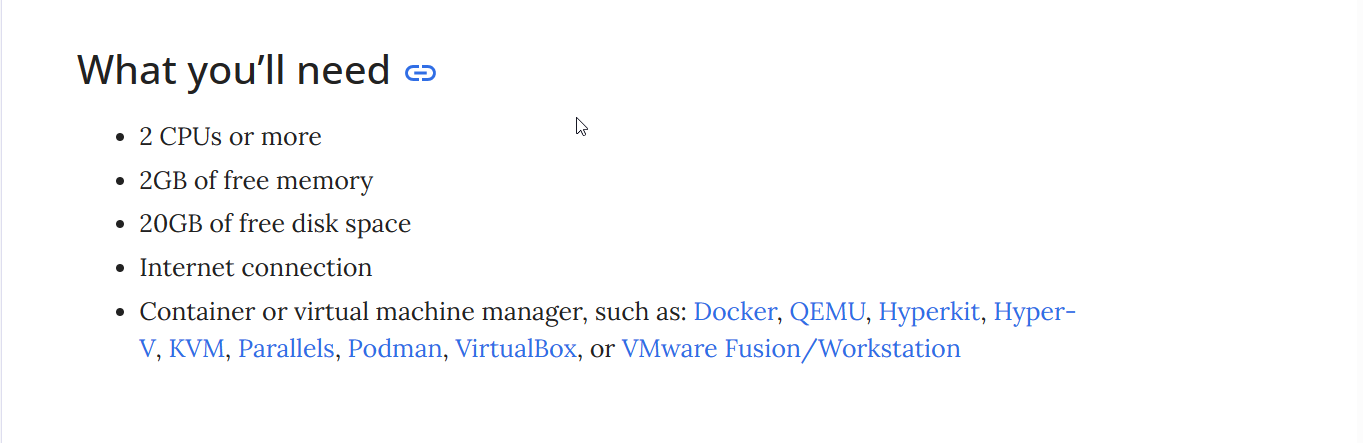 What you’ll need
2 CPUs or more
2GB of free memory
20GB of free disk space
Internet connection
Container or virtual machine manager, such as: Docker, QEMU, Hyperkit, Hyper-
V, KVM, Parallels, Podman, VirtualBox, or VMware Fusion/Workstation